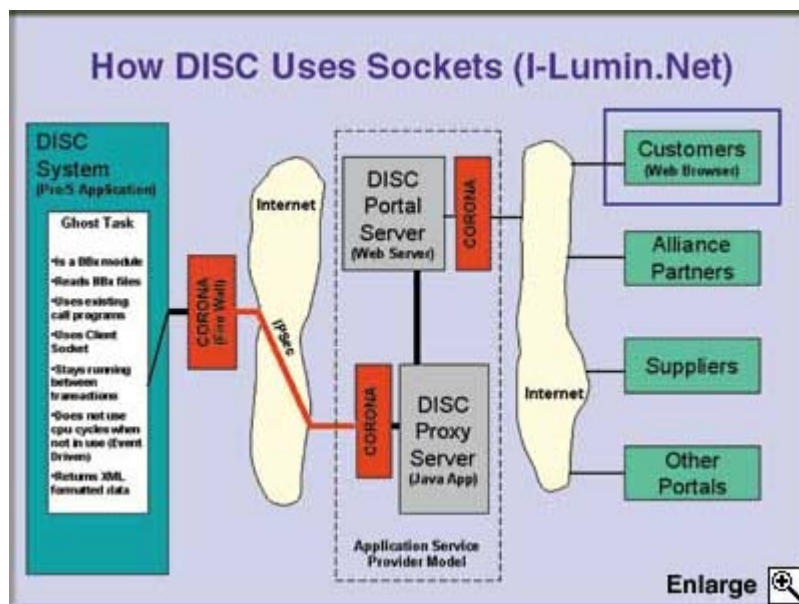 How DISC Uses Sockets (I-Lumin.Net)
DISC
System
(Pro/5 Application)
Ghost Task
•Is a BBx module
•Reads BBx files
•Uses existing
call programs
•Uses Client
Socket
•Stays running
between
transactions
•Does not use
cpu cycles when
not in use (Event
Driven)
•Returns XML
formatted data
CORONA
(Fire Wall)
Internet
IPSec
DISC
Portal
Server
(Web Server)
CORONA
CORONA
DISC
Proxy
Server
(Java App)
Application Service
Provider Model
Internet
Customers
(Web Browser)
Alliance
Partners
Suppliers
Other
Portals
Enlarge